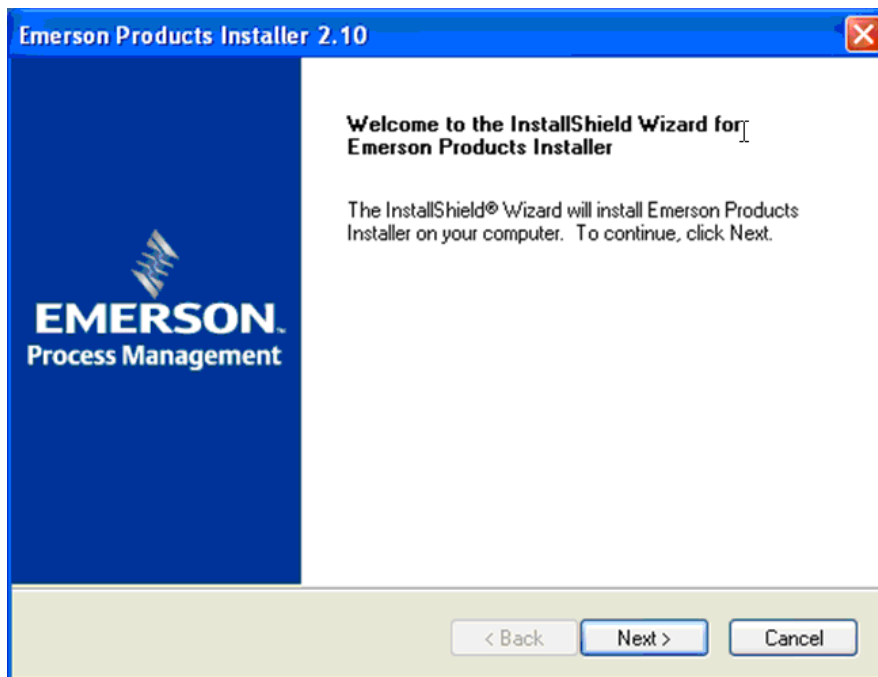 Emerson Products Installer 2.10
Welcome to the InstallShield Wizard for
Emerson Products Installer
The InstallShield® Wizard will install Emerson Products
Installer on your computer. To continue, click Next.
EMERSON™
Process Management
< Back
Next >
Cancel